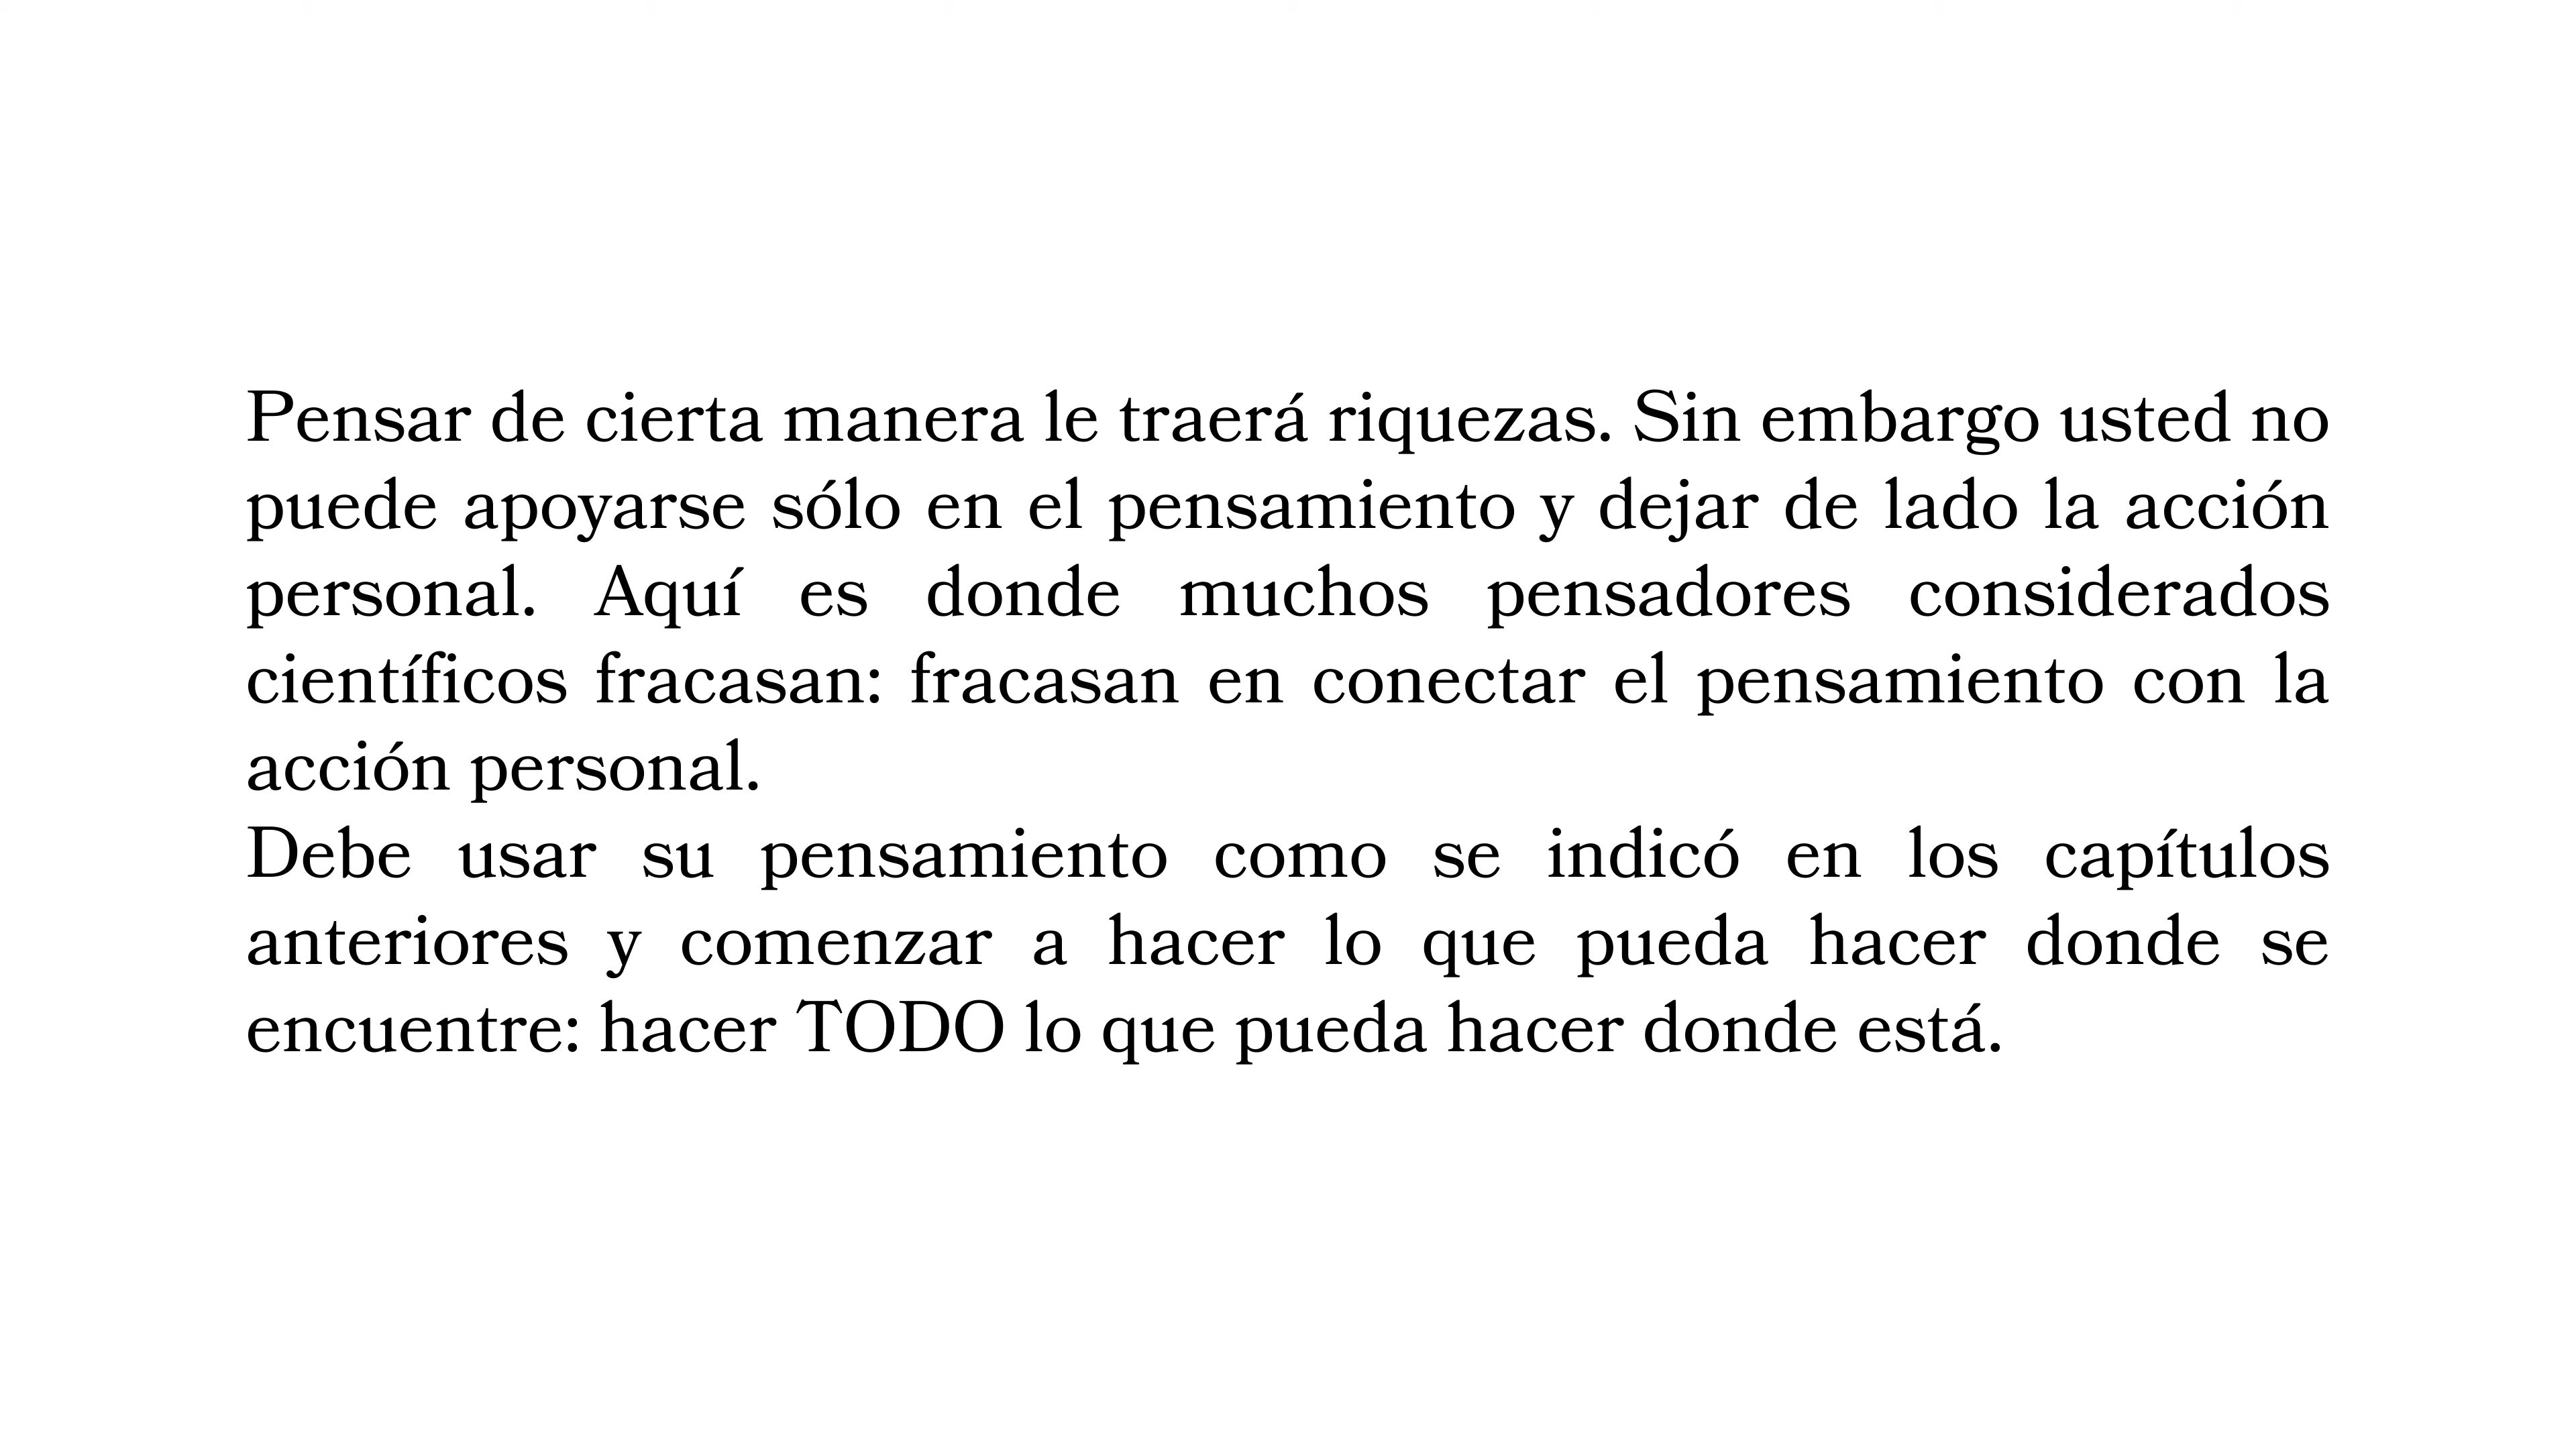 Pensar de cierta manera le traerá riquezas. Sin embargo usted no
puede apoyarse sólo en el pensamiento y dejar de lado la acción
personal. Aquí es donde muchos pensadores considerados
científicos fracasan: fracasan en conectar el pensamiento con la
acción personal.
Debe usar su pensamiento como se indicó en los capítulos
anteriores y comenzar a hacer lo que pueda hacer donde se
encuentre: hacer TODO lo que pueda hacer donde está.